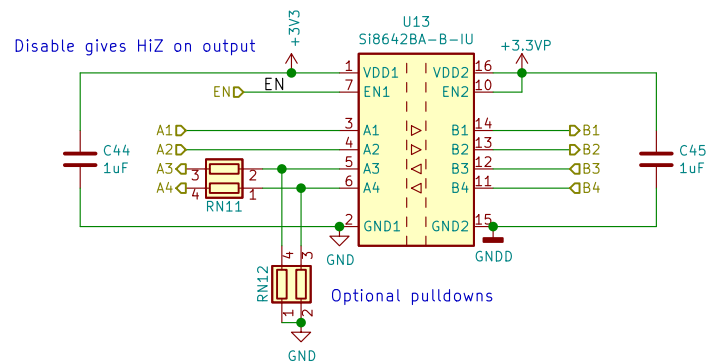 U13
Si8642BA-B-IU
+3V3
+3.3VP
Disable gives HiZ on output
1 VDD1 VDD2 16
EN EN 7 EN1 EN2 10
A1 3 A1 B1 14 B1
A2 4 A2 B2 13 B2
A3 3 2 5 A3 B3 12 B3
A4 4 1 6 A4 B4 11 B4
RN11
C44
1uF
C45
1uF
2 GND1 GND2 15
GND
GNDD
4 3
RN12
Optional pulldowns
1 2
GND